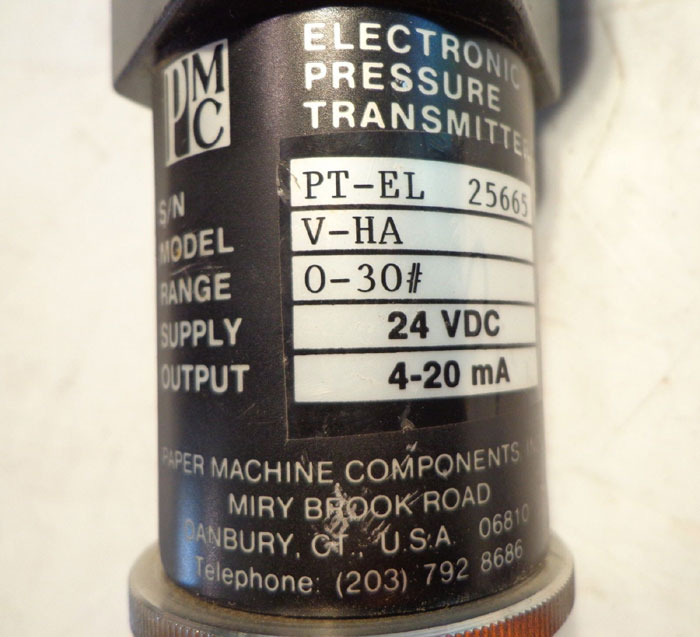 PMC
ELECTRONIC
PRESSURE
TRANSMITTER
S/N PT-EL 25665
MODEL V-HA
RANGE 0-30#
SUPPLY 24 VDC
OUTPUT 4-20 mA
PAPER MACHINE COMPONENTS
MIRY BROOK ROAD
DANBURY, CT., U.S.A. 06810
Telephone: (203) 792 8686